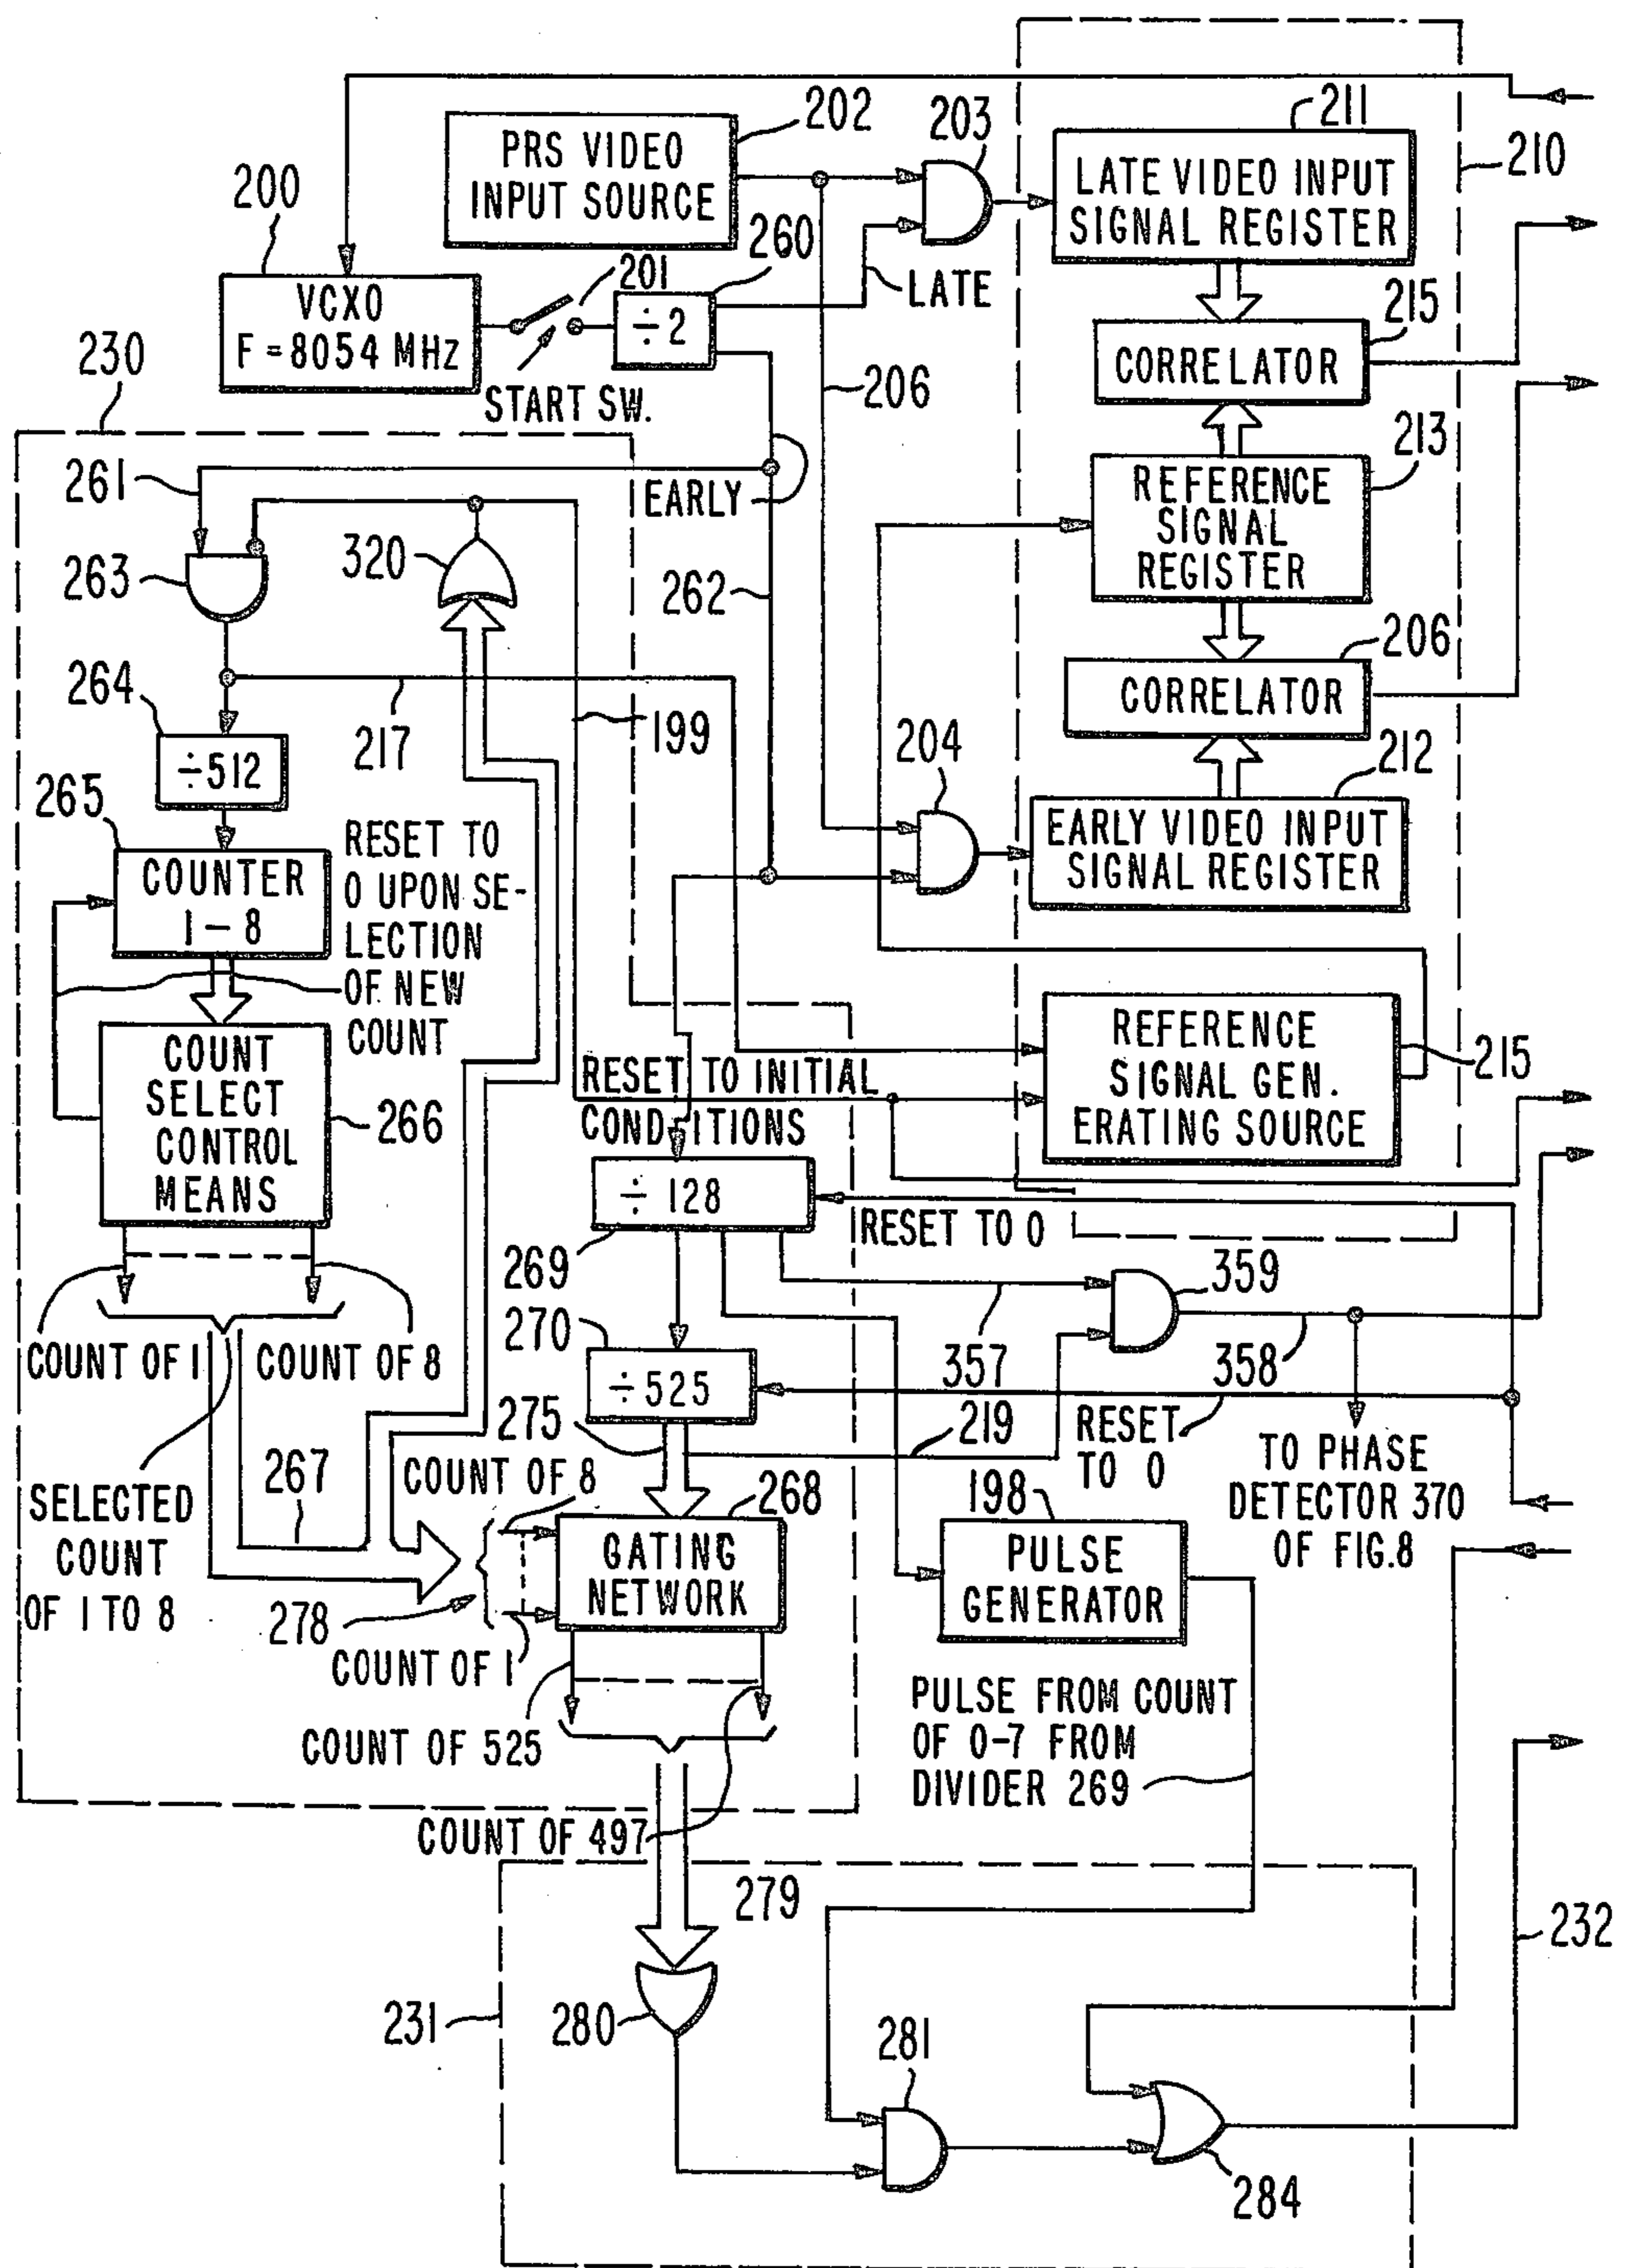 202
203
211
210
PRS VIDEO
INPUT SOURCE
LATE VIDEO INPUT
SIGNAL REGISTER
200
260
201
LATE
VCXO
F = 8054 MHz
÷2
215
CORRELATOR
230
START SW.
206
213
261
EARLY
REFERENCE
SIGNAL
REGISTER
263
320
262
206
CORRELATOR
264
217
199
204
212
÷512
265
EARLY VIDEO INPUT
SIGNAL REGISTER
COUNTER
1 - 8
RESET TO
0 UPON SE-
LECTION
OF NEW
COUNT
COUNT
SELECT
CONTROL
MEANS
266
REFERENCE
SIGNAL GEN.
ERATING SOURCE
215
RESET TO INITIAL
CONDITIONS
÷ 128
RESET TO 0
269
359
270
COUNT OF 1
COUNT OF 8
÷525
357
358
275
219
RESET
TO 0
TO PHASE
DETECTOR 370
OF FIG.8
267
COUNT OF 8
268
198
SELECTED
COUNT
OF 1 TO 8
GATING
NETWORK
PULSE
GENERATOR
278
COUNT OF 1
COUNT OF 525
PULSE FROM COUNT
OF 0-7 FROM
DIVIDER 269
COUNT OF 497
279
232
231
280
281
284